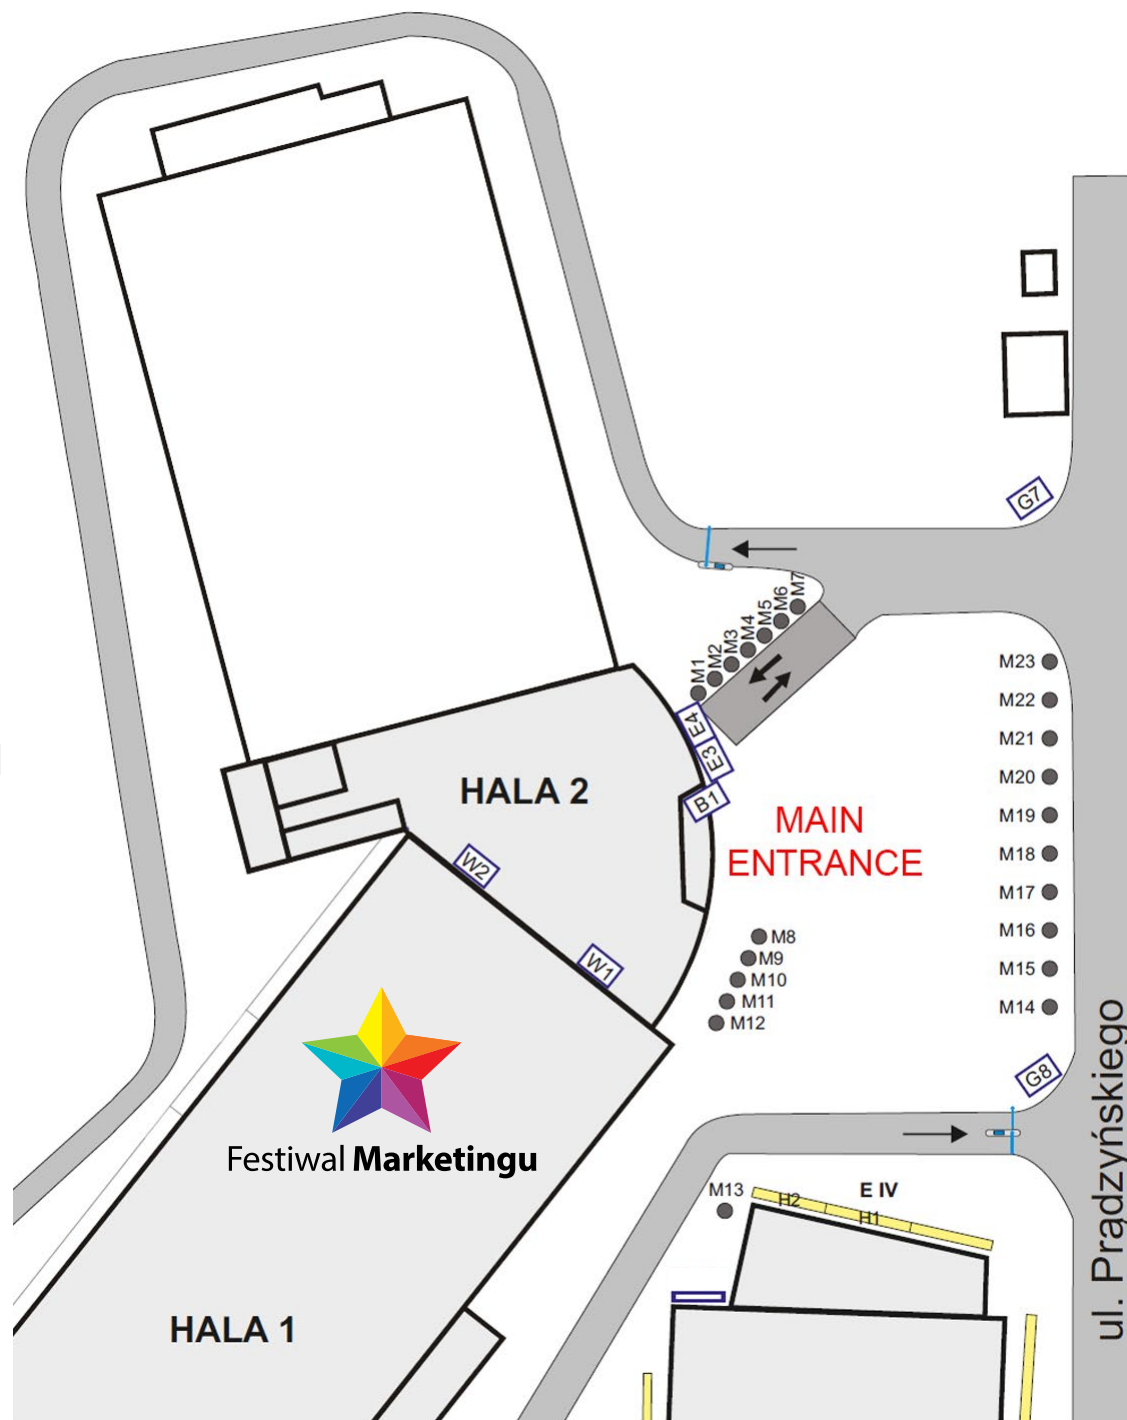 G7
M7
M6
M5
M4
M3
M2
M1
E4
E3
B1
M23
M22
M21
M20
M19
M18
M17
M16
M15
M14
HALA 2
MAIN
ENTRANCE
W2
W1
M8
M9
M10
M11
M12
G8
ul. Prądzyńskiego
Festiwal Marketingu
M13
E IV
H2
H1
HALA 1